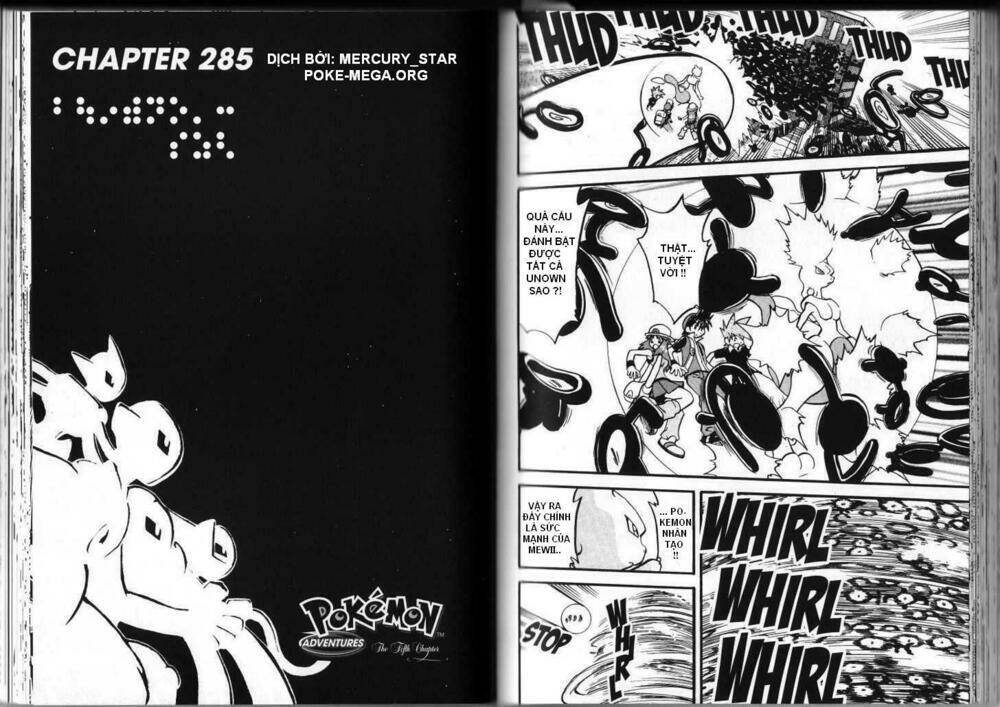 CHAPTER 285
DỊCH BỞI: MERCURY_STAR
POKE-MEGA.ORG
POKéMON
ADVENTURES
The Fifth Chapter
THUD
THUD
THUD
THUD
QUẢ CẦU
NÀY...
ĐÁNH BẬT
ĐƯỢC
TẤT CẢ
UNOWN
SAO ?!
THẬT...
TUYỆT
VỜI !!
VẬY RA
ĐÂY CHÍNH
LÀ SỨC
MẠNH CỦA
MEWII..
... PO-
KEMON
NHÂN
TẠO
!!
WHIRL
WHIRL
WHIRL
STOP
WHIRL